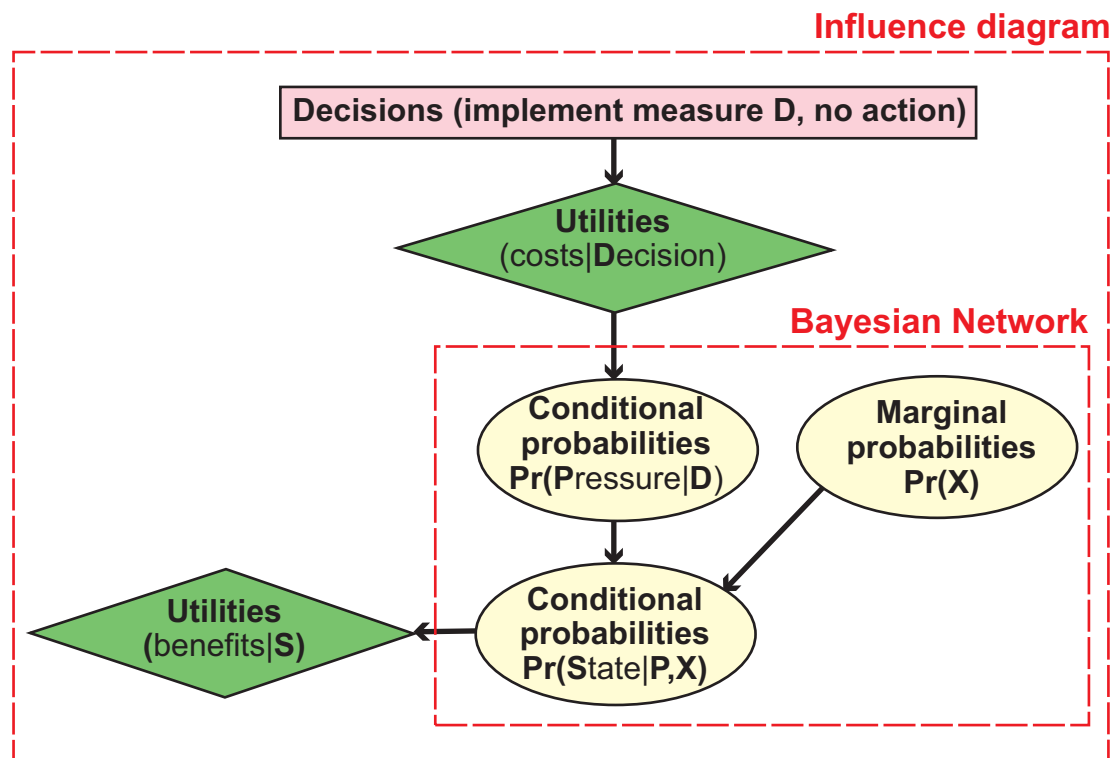 Influence diagram
Decisions (implement measure D, no action)
Utilities
(costs|Decision)
Bayesian Network
Conditional
probabilities
Pr(Pressure|D)
Marginal
probabilities
Pr(X)
Utilities
(benefits|S)
Conditional
probabilities
Pr(State|P,X)